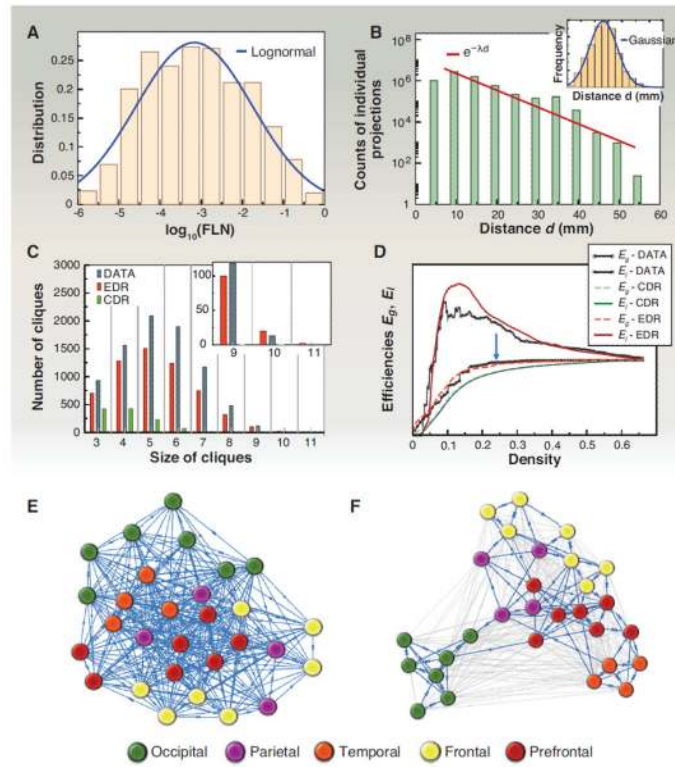 A
Lognormal
Distribution
0.25
0.2
0.15
0.1
0.05
0
-6
-5
-4
-3
-2
-1
0
log10(FLN)
B
e−λd
Counts of individual
projections
10^8
10^6
10^4
10^2
1
0
10
20
30
40
50
60
Distance d (mm)
Frequency
Gaussian
Distance d (mm)
C
DATA
EDR
CDR
Number of cliques
3000
2500
2000
1500
1000
500
0
3
4
5
6
7
8
9
10
11
Size of cliques
100
50
0
9
10
11
D
Eg - DATA
El - DATA
Eg - CDR
El - CDR
Eg - EDR
El - EDR
Efficiencies Eg, El
0
0.1
0.2
0.3
0.4
0.5
0.6
Density
E
F
Occipital
Parietal
Temporal
Frontal
Prefrontal